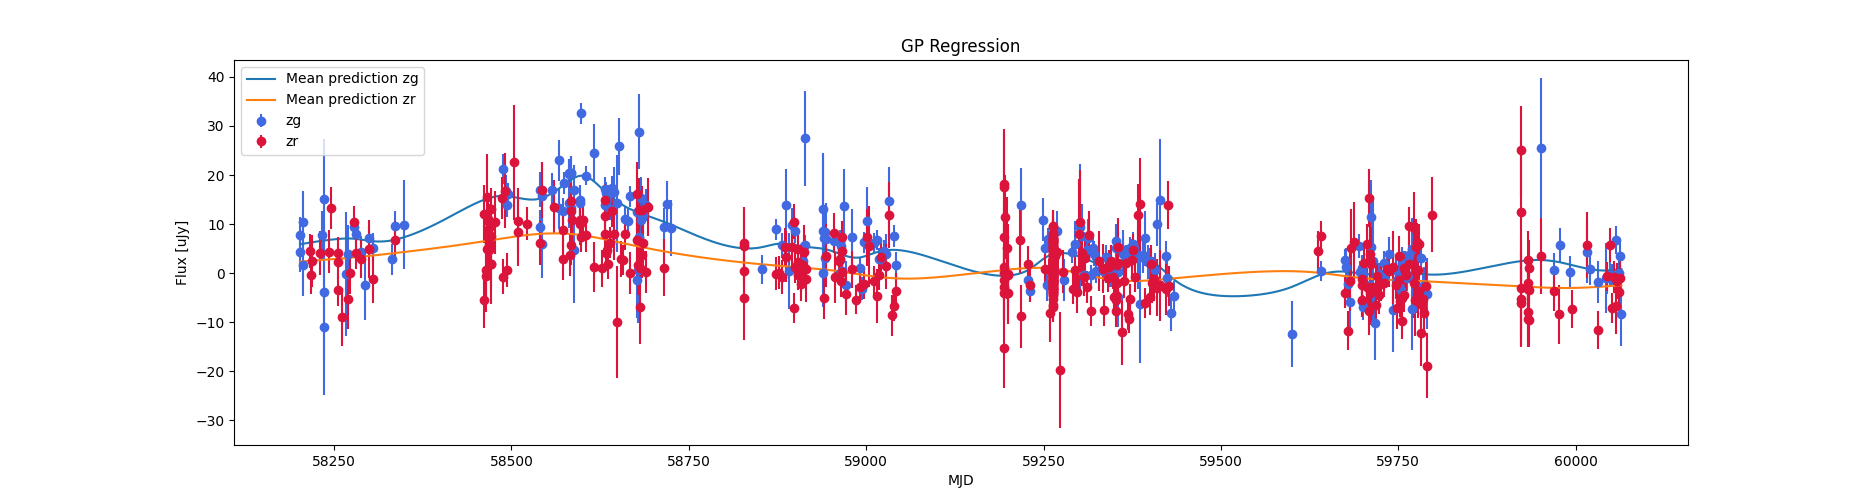 GP Regression
Mean prediction zg
Mean prediction zr
zg
zr
Flux [uJy]
40
30
20
10
0
−10
−20
−30
58250 58500 58750 59000 59250 59500 59750 60000
MJD